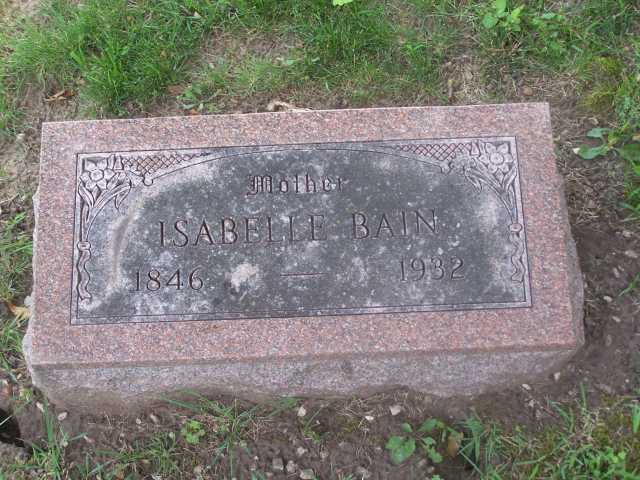 Mother
ISABELLE BAIN
1846 — 1932